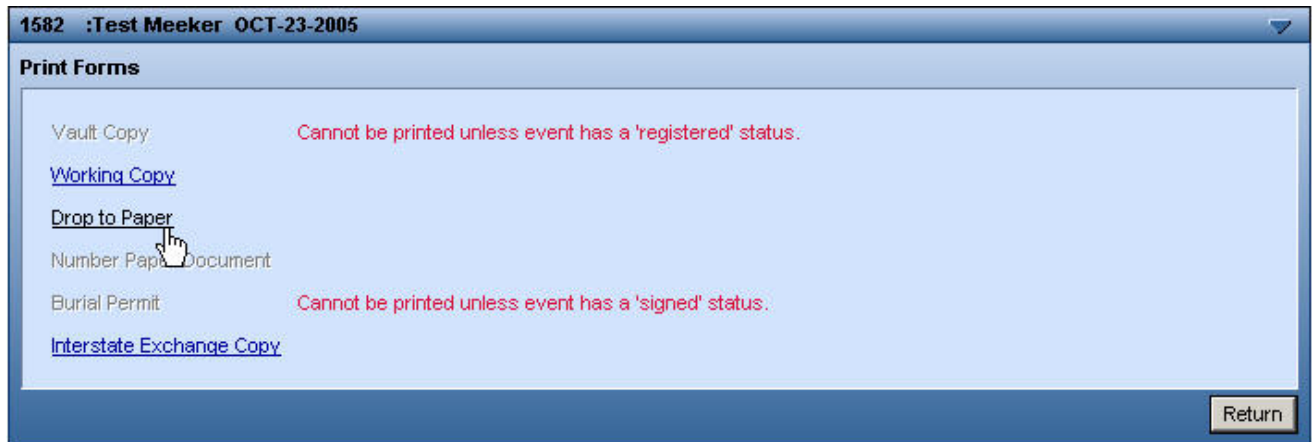 1582 :Test Meeker OCT-23-2005
Print Forms
Vault Copy Cannot be printed unless event has a 'registered' status.
Working Copy
Drop to Paper
Number Paper Document
Burial Permit Cannot be printed unless event has a 'signed' status.
Interstate Exchange Copy
Return